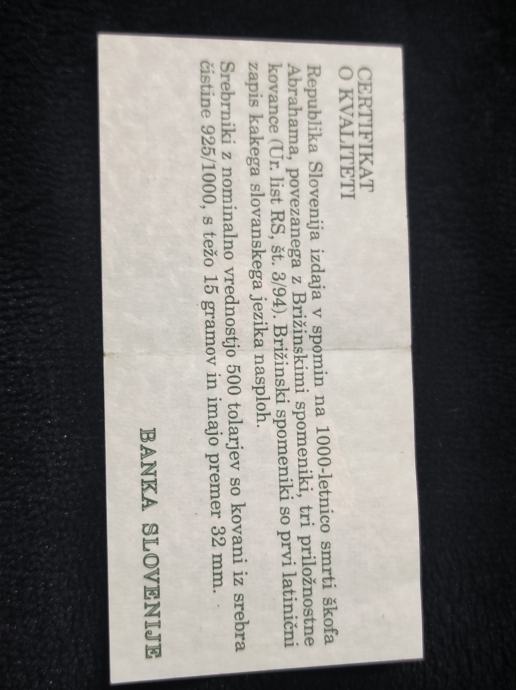 CERTIFIKAT
O KVALITETI
Republika Slovenija izdaja v spomin na 1000-letnico smrti škofa
Abrahama, povezanega z Brižinskimi spomeniki, tri priložnostne
kovance (Ur. list RS, št. 3/94). Brižinski spomeniki so prvi latinični
zapis kakega slovanskega jezika nasploh.
Srebrniki z nominalno vrednostjo 500 tolarjev so kovani iz srebra
čistine 925/1000, s težo 15 gramov in imajo premer 32 mm.
BANKA SLOVENIJE